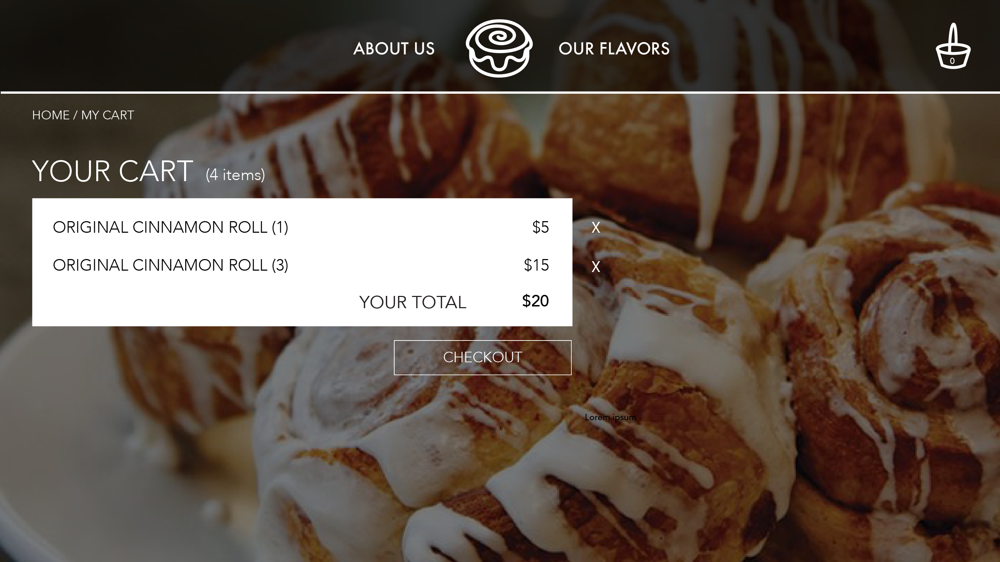 ABOUT US
OUR FLAVORS
0
HOME / MY CART
YOUR CART (4 items)
ORIGINAL CINNAMON ROLL (1) $5 X
ORIGINAL CINNAMON ROLL (3) $15 X
YOUR TOTAL $20
CHECKOUT
Lorem ipsum